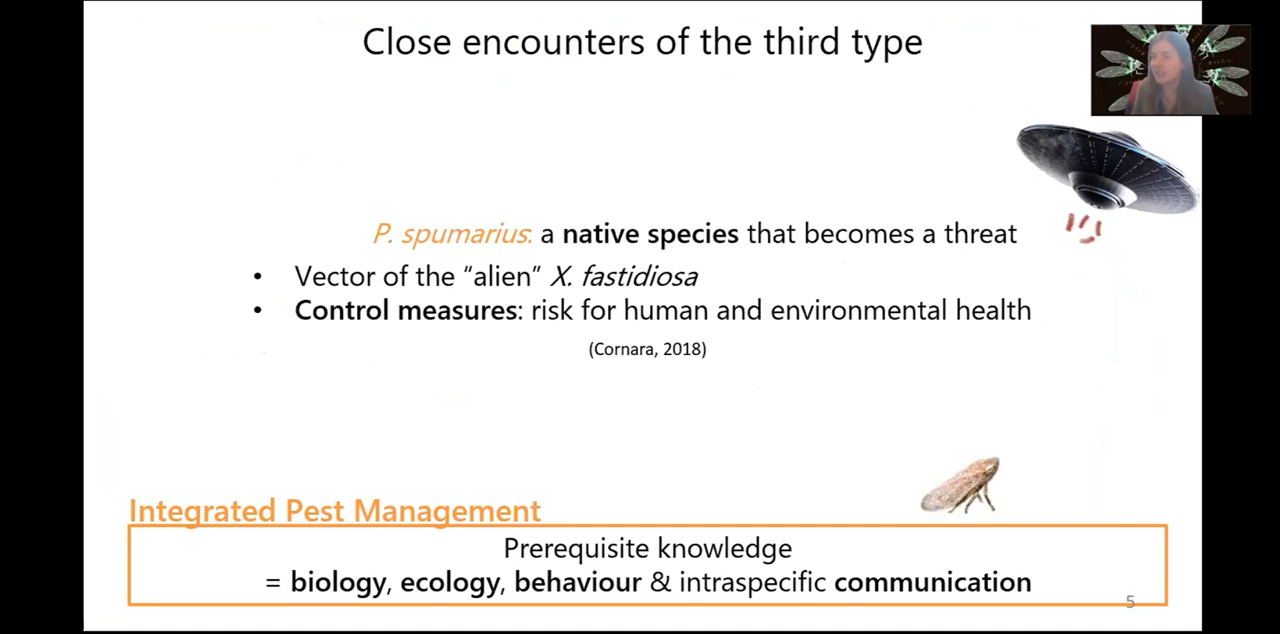 Close encounters of the third type
P. spumarius: a native species that becomes a threat
• Vector of the “alien” X. fastidiosa
• Control measures: risk for human and environmental health
(Cornara, 2018)
Integrated Pest Management
Prerequisite knowledge
= biology, ecology, behaviour & intraspecific communication
5